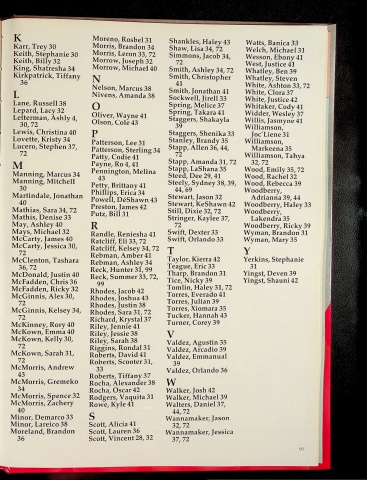 K
Karr, Trey 30
Keith, Stephanie 30
Keith, Billy 32
King, Shatresha 34
Kirkpatrick, Tiffany
36
L
Lane, Russell 38
Lepard, Lacy 32
Letterman, Ashly 4,
30, 72
Lewis, Christina 40
Lovette, Kristy 34
Lucero, Stephen 37,
72
M
Manning, Marcus 34
Manning, Mitchell
30
Martindale, Jonathan
40
Mathias, Sara 34, 72
Mathis, Denise 33
May, Ashley 40
Mays, Michael 32
McCarty, James 40
McCarty, Jessica 30,
72
McClenton, Tashara
36, 72
McDonald, Justin 40
McFadden, Chris 36
McFadden, Ricky 32
McGinnis, Alex 30,
72
McGinnis, Kelsey 34,
72
McKinney, Rory 40
McKown, Emma 40
McKown, Kelly 30,
72
McKown, Sarah 31,
72
McMorris, Andrew
43
McMorris, Gremeko
34
McMorris, Spence 32
McMorris, Zachery
40
Minor, Demarco 33
Minor, Lareico 38
Moreland, Brandon
36
Moreno, Rosbel 31
Morris, Brandon 34
Morris, Leron 33, 72
Morrow, Joseph 32
Morrow, Michael 40
N
Nelson, Marcus 38
Nivens, Amanda 38
O
Oliver, Wayne 41
Olson, Cole 43
P
Patterson, Lee 31
Patterson, Sterling 34
Patty, Codie 41
Payne, Ro 4, 41
Pennington, Melina
43
Petty, Brittany 41
Phillips, Erica 34
Powell, DeShawn 43
Preston, James 42
Putz, Bill 31
R
Randle, Reniesha 41
Ratcliff, Eli 33, 72
Ratcliff, Kelsey 34, 72
Rebman, Amber 41
Rebman, Ashley 34
Reck, Hunter 31, 99
Reck, Summer 33, 72,
99
Rhodes, Jacob 42
Rhodes, Joshua 43
Rhodes, Justin 38
Rhodes, Sara 31, 72
Richard, Krystal 37
Riley, Jennie 41
Riley, Jessie 38
Riley, Sarah 38
Riggins, Rondal 31
Roberts, David 41
Roberts, Scooter 31,
33
Roberts, Tiffany 37
Rocha, Alexander 38
Rocha, Oscar 42
Rodgers, Vaquita 31
Rowe, Kyle 41
S
Scott, Alicia 41
Scott, Lauren 36
Scott, Vincent 28, 32
Shankles, Haley 43
Shaw, Lisa 34, 72
Simmons, Jacob 34,
72
Smith, Ashley 34, 72
Smith, Christopher
41
Smith, Jonathan 41
Sockwell, Jirell 33
Spring, Melice 37
Spring, Takara 41
Staggers, Shakayla
39
Staggers, Shenika 33
Stanley, Brandy 35
Stapp, Allen 36, 44,
72
Stapp, Amanda 31, 72
Stapp, LaShana 35
Steed, Dee 29, 41
Steely, Sydney 38, 39,
44, 69
Stewart, Jason 32
Stewart, KeShawn 42
Still, Dixie 32, 72
Stringer, Kaylee 37,
72
Swift, Dexter 33
Swift, Orlando 33
T
Taylor, Kierra 42
Teague, Eric 33
Tharp, Brandon 31
Tice, Nicky 39
Tomlin, Haley 31, 72
Torres, Everado 41
Torres, Julian 39
Torres, Xiomara 35
Tucker, Hannah 43
Turner, Corey 39
V
Valdez, Agustin 35
Valdez, Arcadio 39
Valdez, Emmanual
39
Valdez, Orlando 36
W
Walker, Josh 42
Walker, Michael 39
Walters, Daniel 37,
44, 72
Wannamaker, Jason
32, 72
Wannamaker, Jessica
37, 72
Watts, Baniza 33
Welch, Michael 31
Wesson, Ebony 41
West, Justice 41
Whatley, Ben 39
Whatley, Steven
White, Ashton 33, 72
White, Clora 37
White, Justice 42
Whitaker, Cody 41
Widder, Wesley 37
Willis, Jasmyne 41
Williamson,
Joc'Liene 31
Williamson,
Markeena 35
Williamson, Tahya
32, 72
Wood, Emily 35, 72
Wood, Rachel 32
Wood, Rebecca 39
Woodberry,
Adrianna 39, 44
Woodberry, Haley 33
Woodberry,
Lakendra 35
Woodberry, Ricky 39
Wyman, Brandon 31
Wyman, Mary 35
Y
Yerkins, Stephanie
31
Yingst, Deven 39
Yingst, Shauni 42